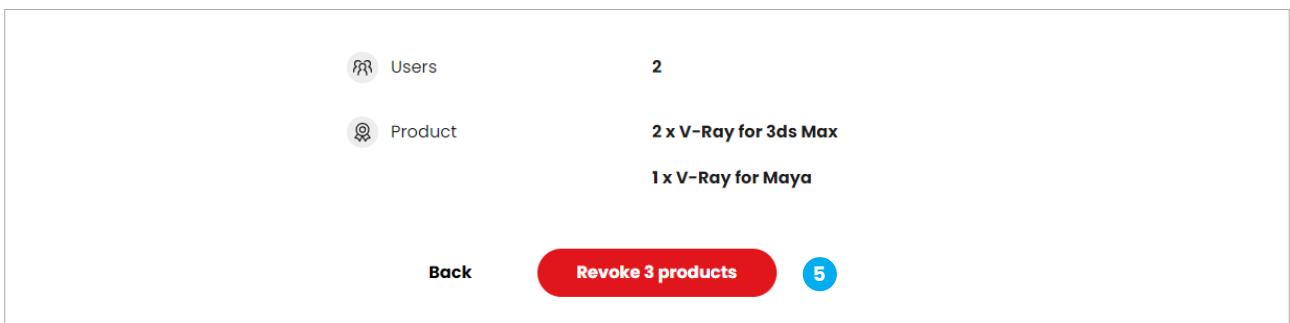 Users 2
Product 2 x V-Ray for 3ds Max
1 x V-Ray for Maya
Back Revoke 3 products 5